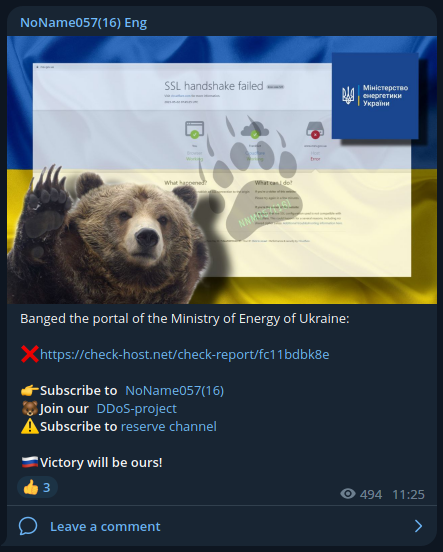 NoName057(16) Eng
SSL handshake failed
Міністерство
енергетики
України
Working
Working
Error
What happened?
What can I do?
Banged the portal of the Ministry of Energy of Ukraine:
❌https://check-host.net/check-report/fc11bdbk8e
👉Subscribe to NoName057(16)
🐻Join our DDoS-project
⚠️Subscribe to reserve channel
🇷🇺Victory will be ours!
👍 3
494 11:25
Leave a comment